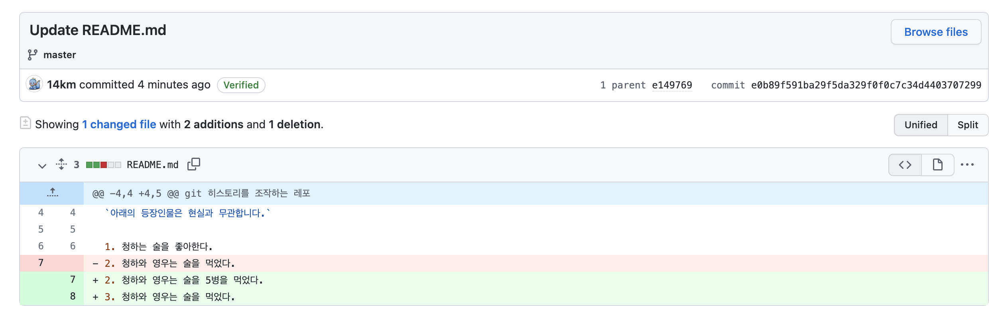 Update README.md
Browse files
master
14km committed 4 minutes ago Verified
1 parent e149769 commit e0b89f591ba29f5da329f0f0c7c34d4403707299
Showing 1 changed file with 2 additions and 1 deletion.
Unified Split
3 README.md
@@ -4,4 +4,5 @@ git 히스토리를 조작하는 레포
4 4 `아래의 등장인물은 현실과 무관합니다.`
5 5
6 6 1. 청하는 술을 좋아한다.
7 - 2. 청하와 영우는 술을 먹었다.
7 + 2. 청하와 영우는 술을 5병을 먹었다.
8 + 3. 청하와 영우는 술을 먹었다.